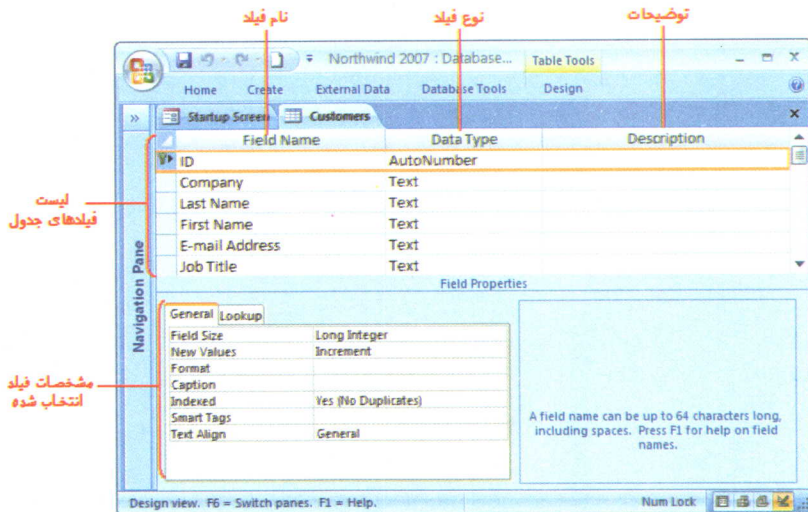 نام فیلد
نوع فیلد
توضیحات
Northwind 2007 : Database...
Table Tools
Home Create External Data Database Tools Design
Startup Screen Customers
Field Name Data Type Description
ID AutoNumber
Company Text
Last Name Text
First Name Text
E-mail Address Text
Job Title Text
لیست
فیلدهای جدول
Navigation Pane
Field Properties
General Lookup
Field Size Long Integer
New Values Increment
Format
Caption
Indexed Yes (No Duplicates)
Smart Tags
Text Align General
مشخصات فیلد
انتخاب شده
A field name can be up to 64 characters long,
including spaces. Press F1 for help on field
names.
Design view. F6 = Switch panes. F1 = Help.
Num Lock